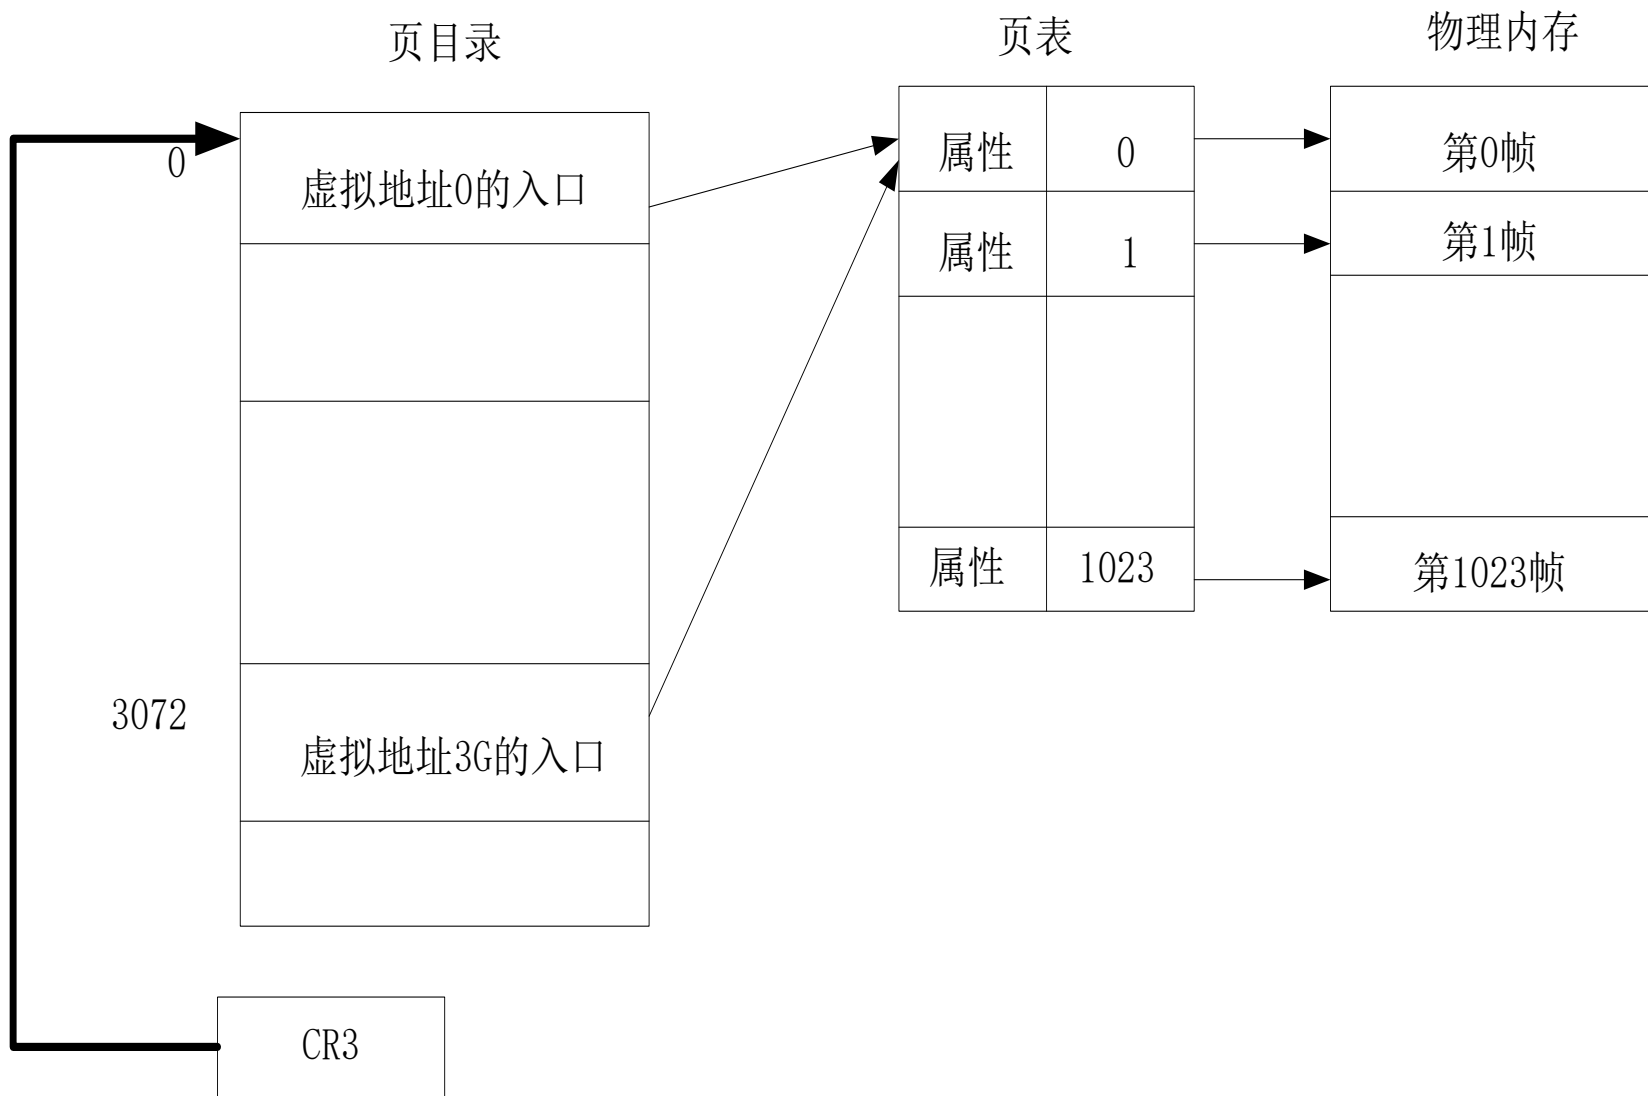 页目录
页表
物理内存
0
虚拟地址0的入口
属性
0
第0帧
属性
1
第1帧
属性
1023
第1023帧
3072
虚拟地址3G的入口
CR3